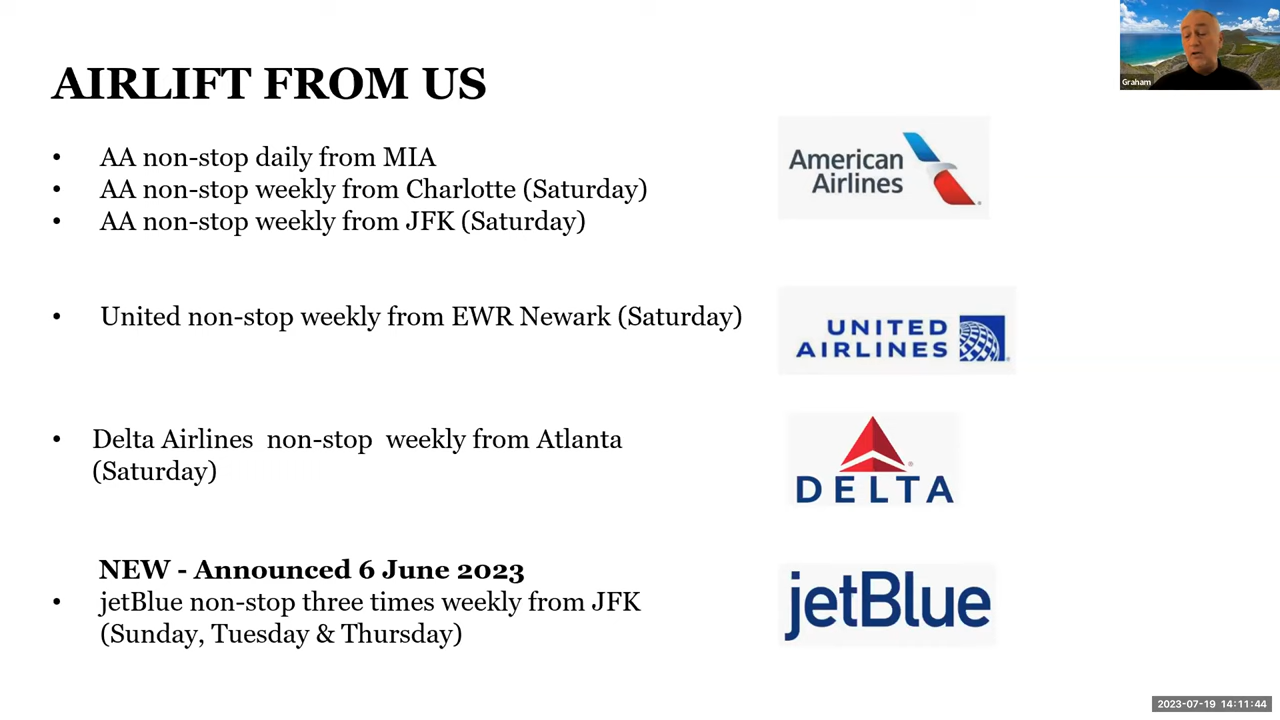 Graham
AIRLIFT FROM US
• AA non-stop daily from MIA
• AA non-stop weekly from Charlotte (Saturday)
• AA non-stop weekly from JFK (Saturday)
American
Airlines
• United non-stop weekly from EWR Newark (Saturday)
UNITED
AIRLINES
• Delta Airlines  non-stop  weekly from Atlanta
(Saturday)
DELTA
NEW - Announced 6 June 2023
• jetBlue non-stop three times weekly from JFK
(Sunday, Tuesday & Thursday)
jetBlue
2023-07-19 14:11:44